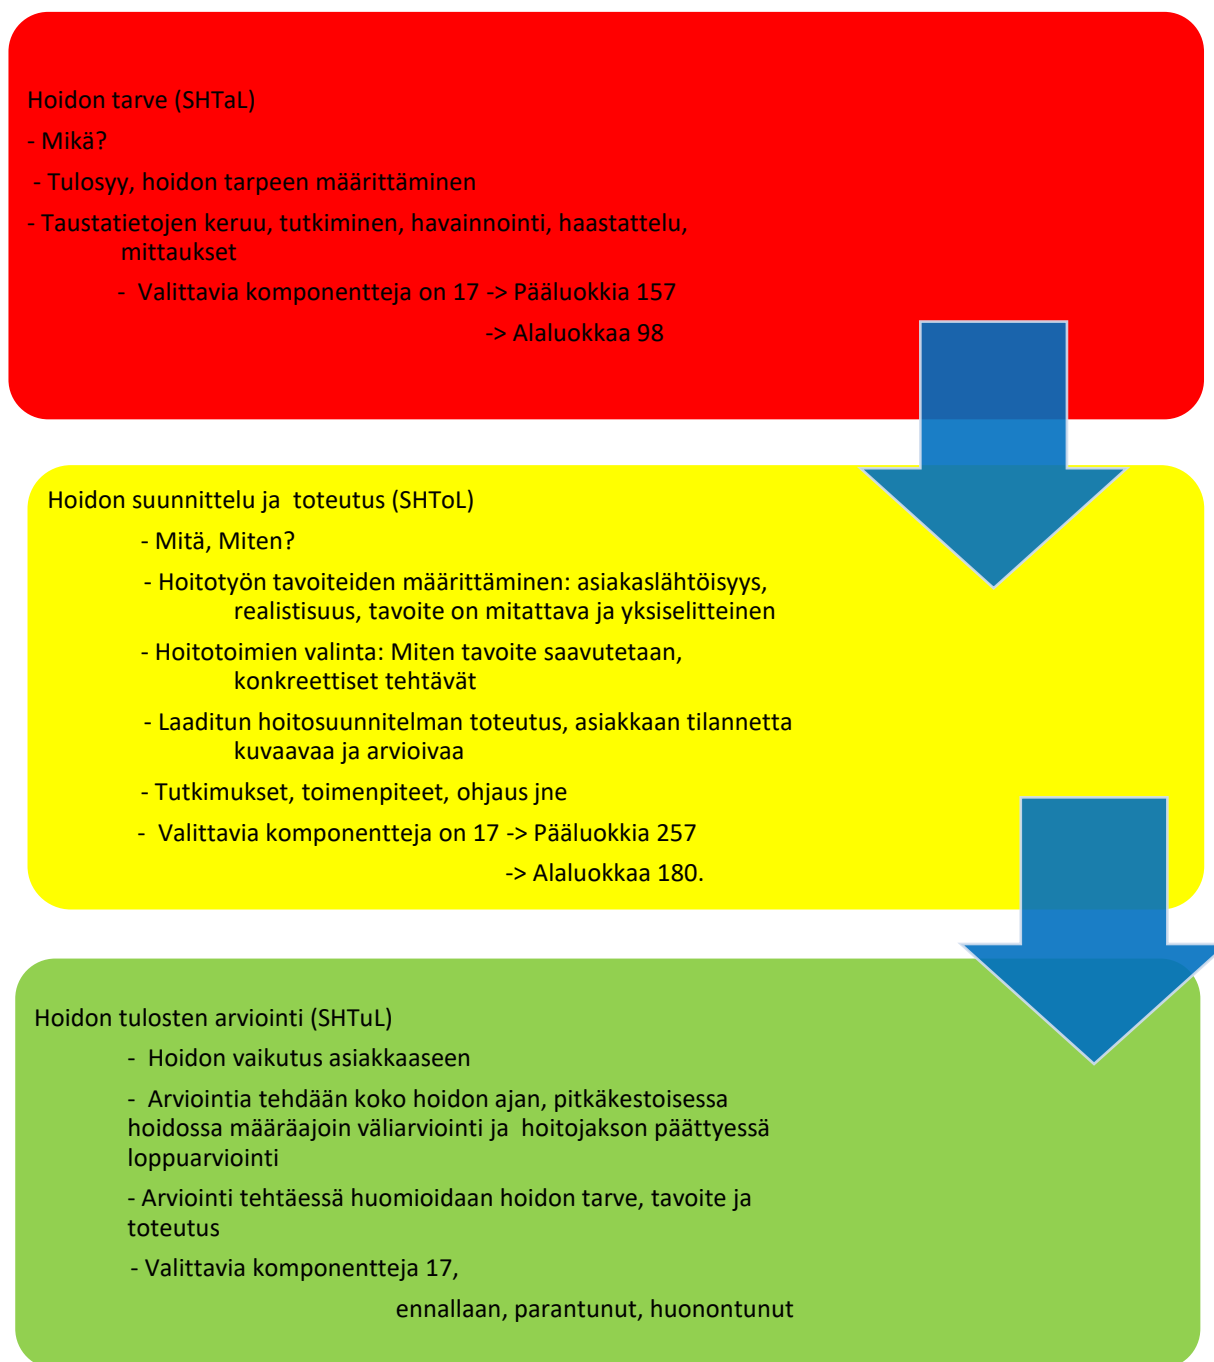 Hoidon tarve (SHTaL)
- Mikä?
- Tulosyy, hoidon tarpeen määrittäminen
- Taustatietojen keruu, tutkiminen, havainnointi, haastattelu,
mittaukset
- Valittavia komponentteja on 17 -> Pääluokkia 157
-> Alaluokkaa 98
Hoidon suunnittelu ja toteutus (SHToL)
- Mitä, Miten?
- Hoitotyön tavoiteiden määrittäminen: asiakaslähtöisyys,
realistisuus, tavoite on mitattava ja yksiselitteinen
- Hoitotoimien valinta: Miten tavoite saavutetaan,
konkreettiset tehtävät
- Laaditun hoitosuunnitelman toteutus, asiakkaan tilannetta
kuvaavaa ja arvioivaa
- Tutkimukset, toimenpiteet, ohjaus jne
- Valittavia komponentteja on 17 -> Pääluokkia 257
-> Alaluokkaa 180.
Hoidon tulosten arviointi (SHTuL)
- Hoidon vaikutus asiakkaaseen
- Arviointia tehdään koko hoidon ajan, pitkäkestoisessa
hoidossa määräajoin väliarviointi ja hoitojakson päättyessä
loppuarviointi
- Arviointi tehtäessä huomioidaan hoidon tarve, tavoite ja
toteutus
- Valittavia komponentteja 17,
ennallaan, parantunut, huonontunut